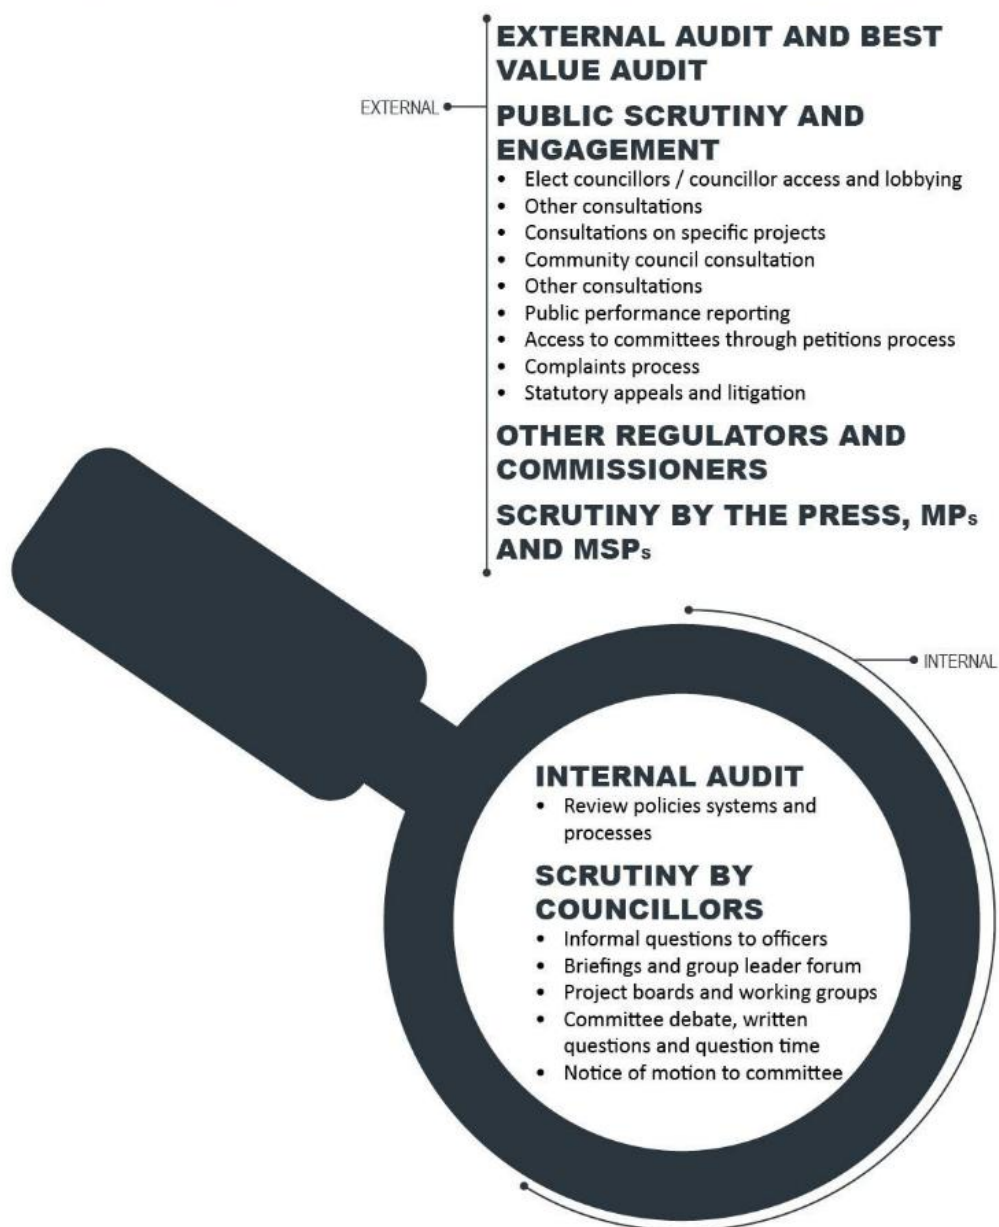 EXTERNAL AUDIT AND BEST
VALUE AUDIT
EXTERNAL
PUBLIC SCRUTINY AND
ENGAGEMENT
• Elect councillors / councillor access and lobbying
• Other consultations
• Consultations on specific projects
• Community council consultation
• Other consultations
• Public performance reporting
• Access to committees through petitions process
• Complaints process
• Statutory appeals and litigation
OTHER REGULATORS AND
COMMISSIONERS
SCRUTINY BY THE PRESS, MPs
AND MSPs
INTERNAL
INTERNAL AUDIT
• Review policies systems and
processes
SCRUTINY BY
COUNCILLORS
• Informal questions to officers
• Briefings and group leader forum
• Project boards and working groups
• Committee debate, written
questions and question time
• Notice of motion to committee